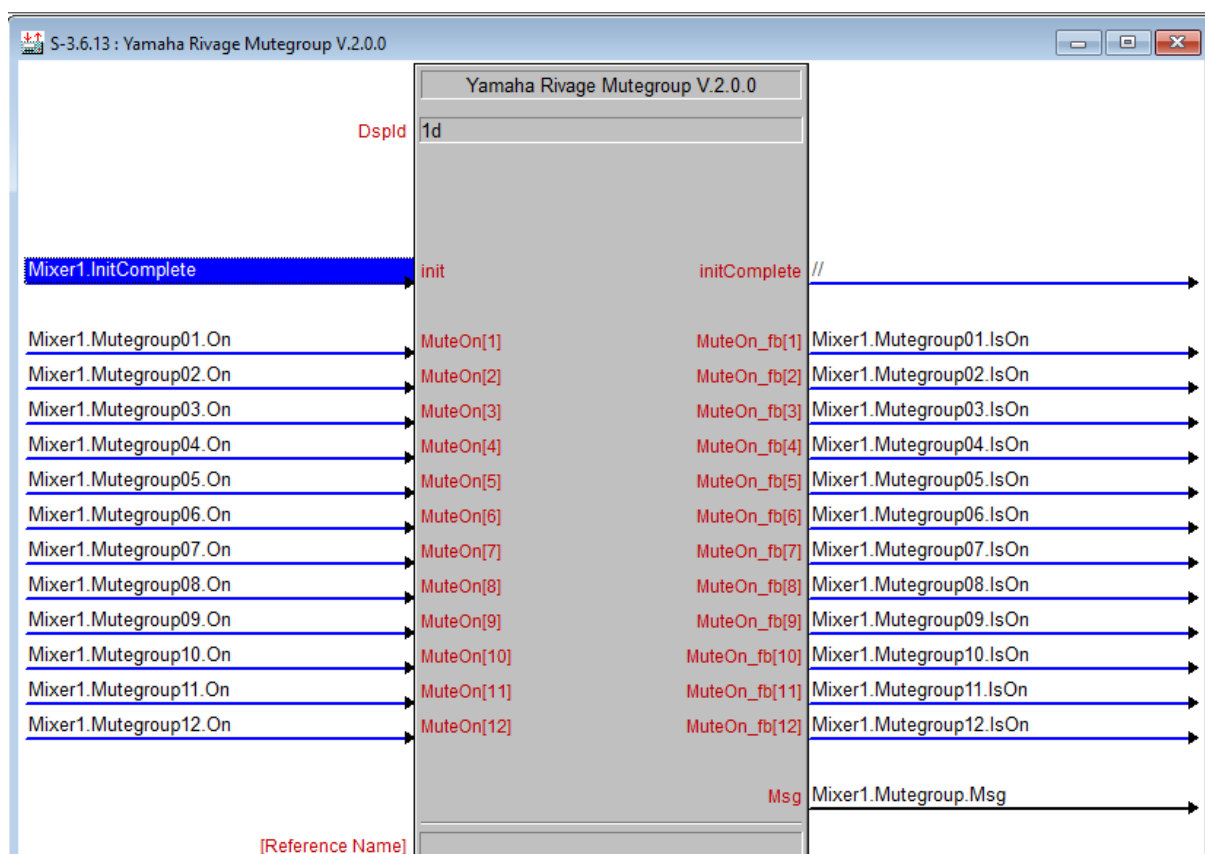 S-3.6.13 : Yamaha Rivage Mutegroup V.2.0.0
Yamaha Rivage Mutegroup V.2.0.0
DspId 1d
Mixer1.InitComplete init initComplete //
Mixer1.Mutegroup01.On MuteOn[1] MuteOn_fb[1] Mixer1.Mutegroup01.IsOn
Mixer1.Mutegroup02.On MuteOn[2] MuteOn_fb[2] Mixer1.Mutegroup02.IsOn
Mixer1.Mutegroup03.On MuteOn[3] MuteOn_fb[3] Mixer1.Mutegroup03.IsOn
Mixer1.Mutegroup04.On MuteOn[4] MuteOn_fb[4] Mixer1.Mutegroup04.IsOn
Mixer1.Mutegroup05.On MuteOn[5] MuteOn_fb[5] Mixer1.Mutegroup05.IsOn
Mixer1.Mutegroup06.On MuteOn[6] MuteOn_fb[6] Mixer1.Mutegroup06.IsOn
Mixer1.Mutegroup07.On MuteOn[7] MuteOn_fb[7] Mixer1.Mutegroup07.IsOn
Mixer1.Mutegroup08.On MuteOn[8] MuteOn_fb[8] Mixer1.Mutegroup08.IsOn
Mixer1.Mutegroup09.On MuteOn[9] MuteOn_fb[9] Mixer1.Mutegroup09.IsOn
Mixer1.Mutegroup10.On MuteOn[10] MuteOn_fb[10] Mixer1.Mutegroup10.IsOn
Mixer1.Mutegroup11.On MuteOn[11] MuteOn_fb[11] Mixer1.Mutegroup11.IsOn
Mixer1.Mutegroup12.On MuteOn[12] MuteOn_fb[12] Mixer1.Mutegroup12.IsOn
Msg Mixer1.Mutegroup.Msg
[Reference Name]